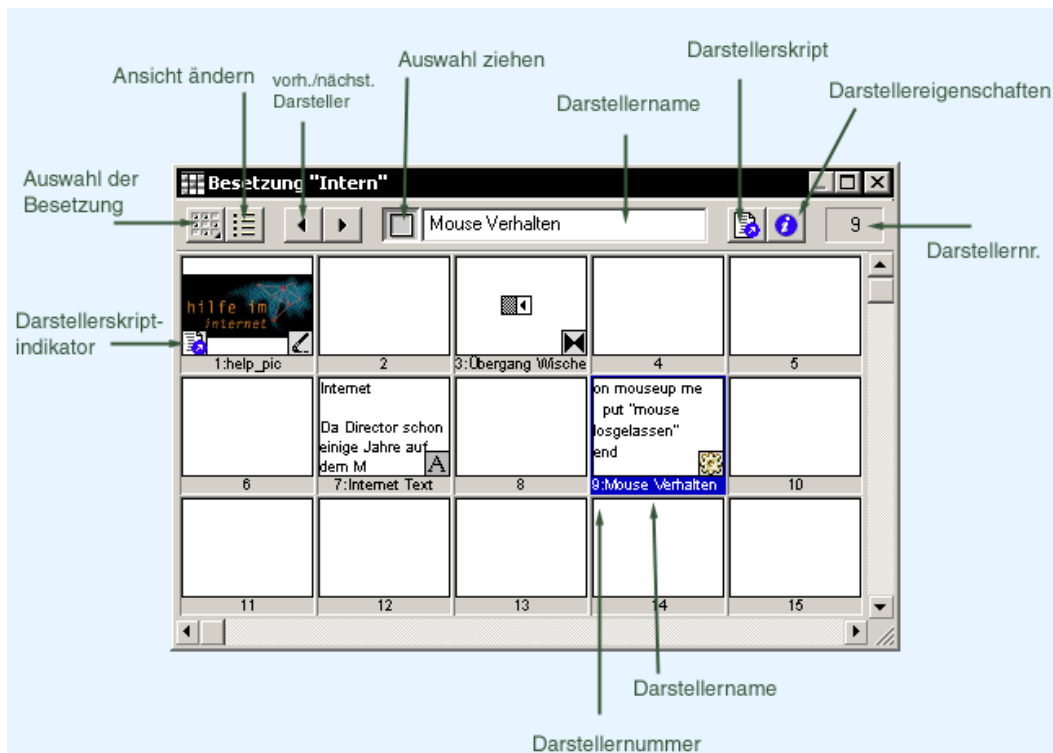 Darstellerskript
Auswahl ziehen
Ansicht ändern
vorh./nächst.
Darsteller
Darstellername
Darstellereigenschaften
Auswahl der
Besetzung
Besetzung "Intern"
Mouse Verhalten
9
Darstellernr.
Darstellerskript-
indikator
hilfe im
internet
1:help_pic
2
3:Übergang Wische
4
5
Internet
Da Director schon
einige Jahre auf
dem M
A
on mouseup me
put "mouse
losgelassen"
end
6
7:Internet Text
8
9:Mouse Verhalten
10
11
12
13
14
15
Darstellername
Darstellernummer